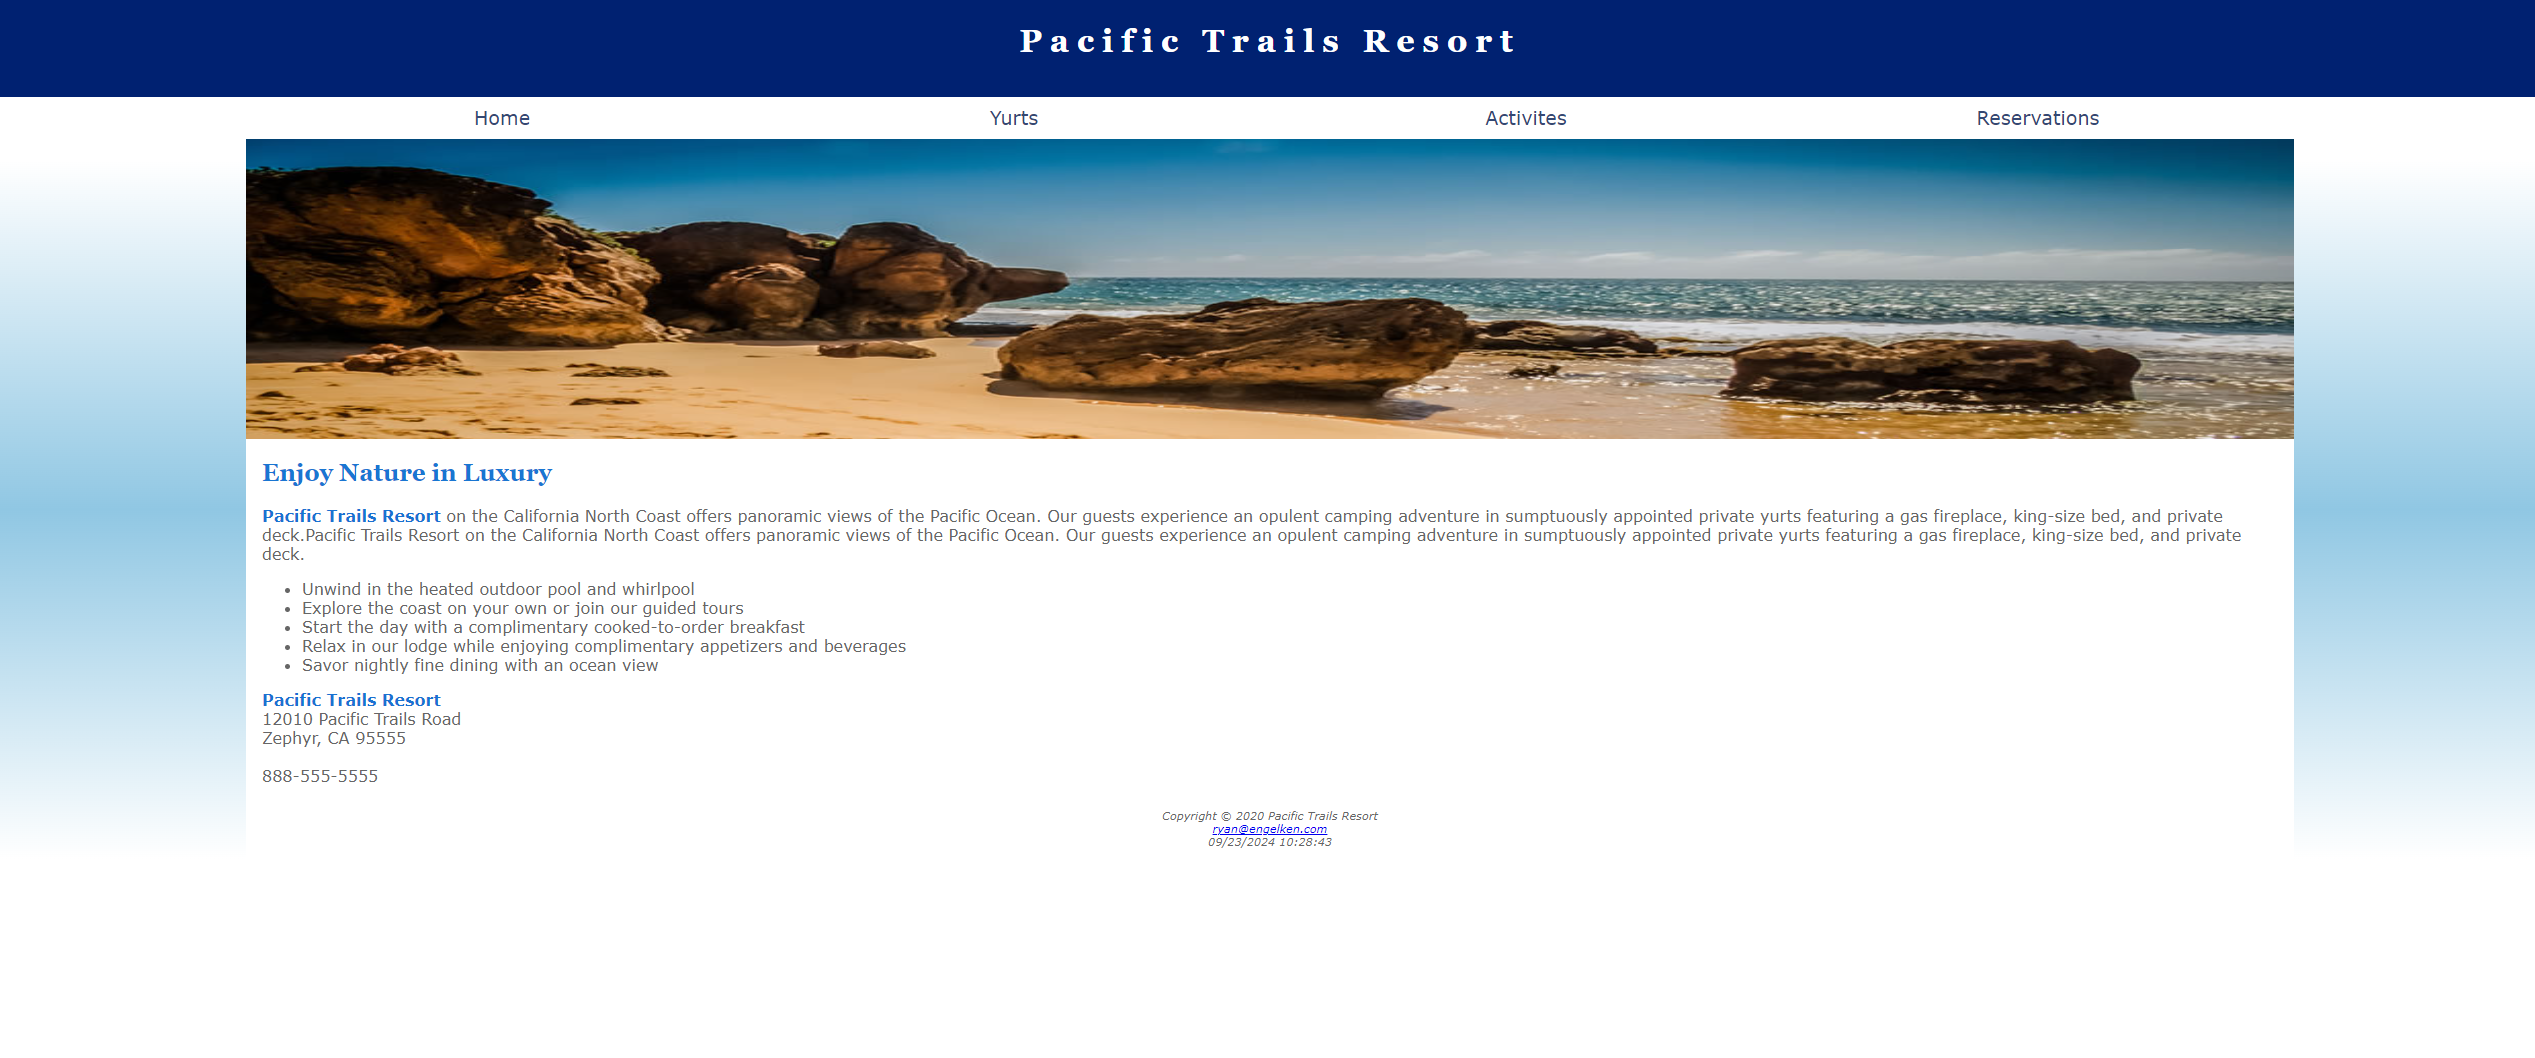 Pacific Trails Resort
Home Yurts Activites Reservations
Enjoy Nature in Luxury
Pacific Trails Resort on the California North Coast offers panoramic views of the Pacific Ocean. Our guests experience an opulent camping adventure in sumptuously appointed private yurts featuring a gas fireplace, king-size bed, and private
deck.Pacific Trails Resort on the California North Coast offers panoramic views of the Pacific Ocean. Our guests experience an opulent camping adventure in sumptuously appointed private yurts featuring a gas fireplace, king-size bed, and private
deck.
• Unwind in the heated outdoor pool and whirlpool
• Explore the coast on your own or join our guided tours
• Start the day with a complimentary cooked-to-order breakfast
• Relax in our lodge while enjoying complimentary appetizers and beverages
• Savor nightly fine dining with an ocean view
Pacific Trails Resort
12010 Pacific Trails Road
Zephyr, CA 95555
888-555-5555
Copyright © 2020 Pacific Trails Resort
ryan@engelken.com
09/23/2024 10:28:43